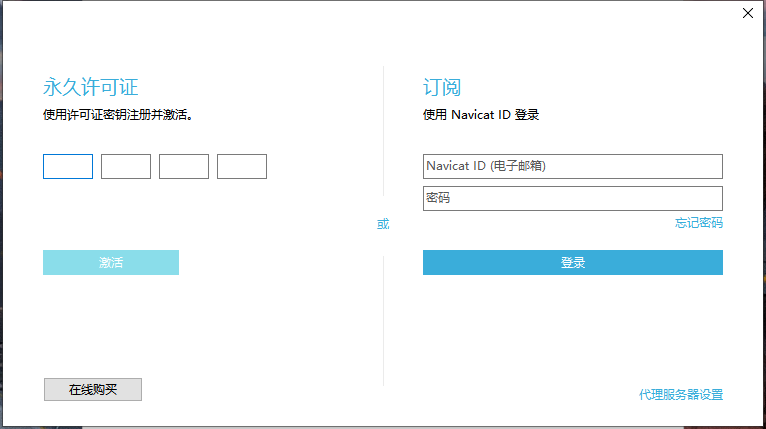 永久许可证
使用许可证密钥注册并激活。
激活
在线购买
或
订阅
使用 Navicat ID 登录
Navicat ID (电子邮箱)
密码
忘记密码
登录
代理服务器设置